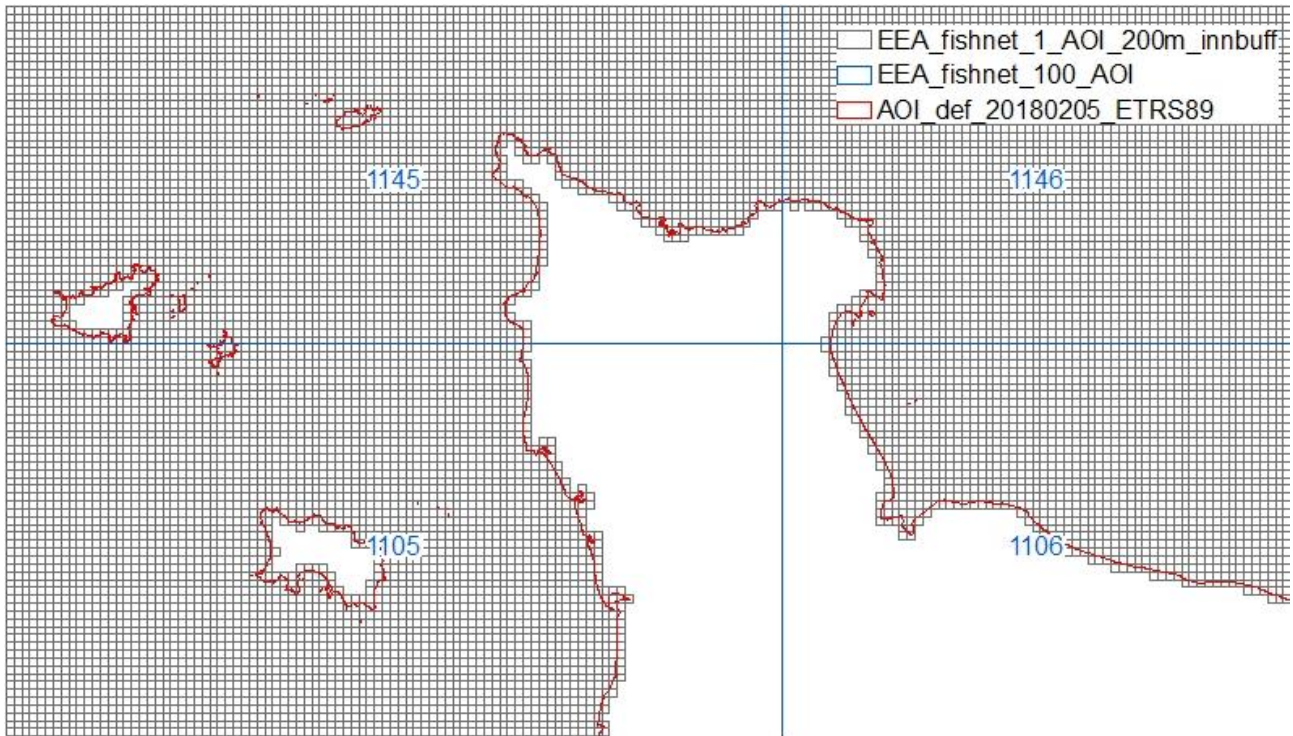 EEA_fishnet_1_AOI_200m_innbuff
EEA_fishnet_100_AOI
AOI_def_20180205_ETRS89
1145
1146
1105
1106